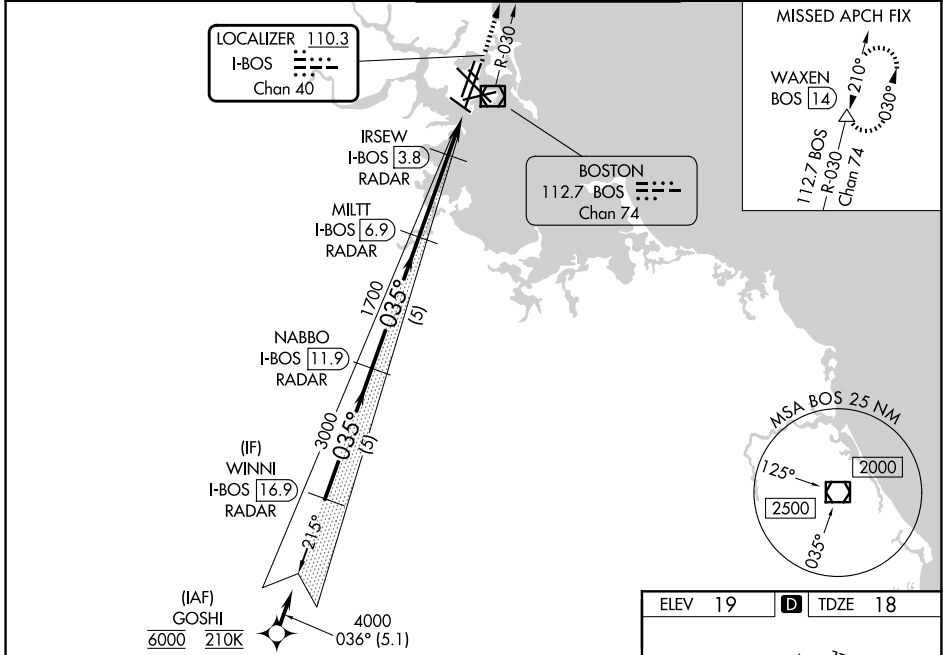 LOCALIZER 110.3
I-BOS
Chan 40
R-030
MISSED APCH FIX
WAXEN
BOS 14
210°
030°
112.7 BOS
R-030
Chan 74
IRSEW
I-BOS 3.8
RADAR
BOSTON
112.7 BOS
Chan 74
MILTT
I-BOS 6.9
RADAR
1700
035°
(5)
NABBO
I-BOS 11.9
RADAR
3000
035°
(5)
(IF)
WINNI
I-BOS 16.9
RADAR
215°
MSA BOS 25 NM
125°
2000
2500
035°
(IAF)
GOSHI
6000 210K
4000
036° (5.1)
ELEV 19 D TDZE 18